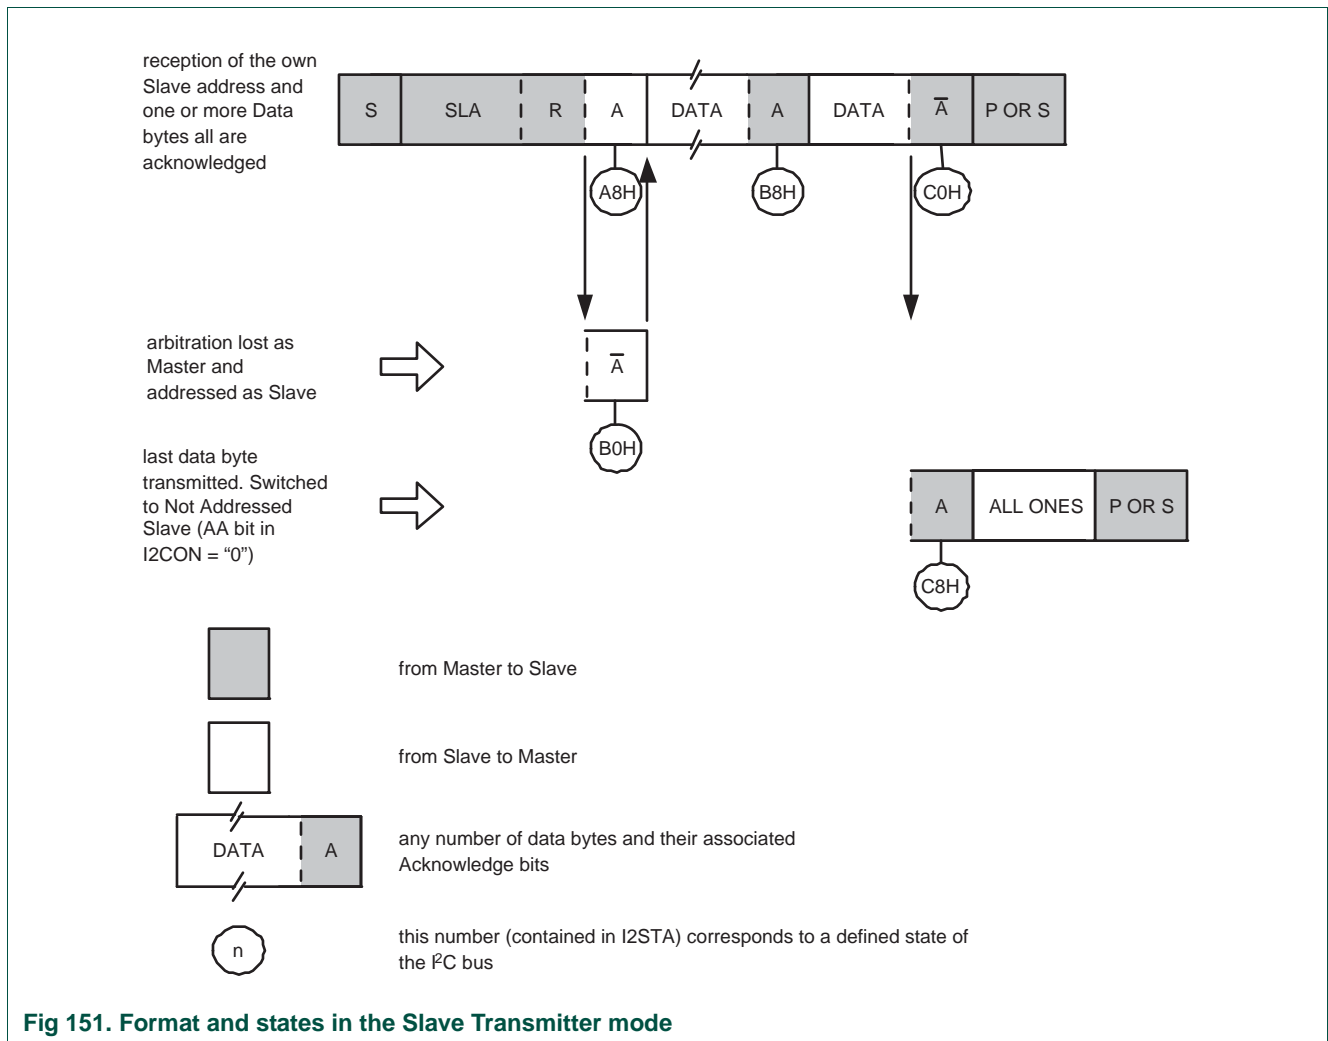 reception of the own
Slave address and
one or more Data
bytes all are
acknowledged
S SLA R A DATA A DATA A̅ P OR S
A8H B8H C0H
arbitration lost as
Master and
addressed as Slave
A̅
B0H
last data byte
transmitted. Switched
to Not Addressed
Slave (AA bit in
I2CON = “0”)
A ALL ONES P OR S
C8H
from Master to Slave
from Slave to Master
DATA A
any number of data bytes and their associated
Acknowledge bits
n
this number (contained in I2STA) corresponds to a defined state of
the I²C bus
Fig 151. Format and states in the Slave Transmitter mode